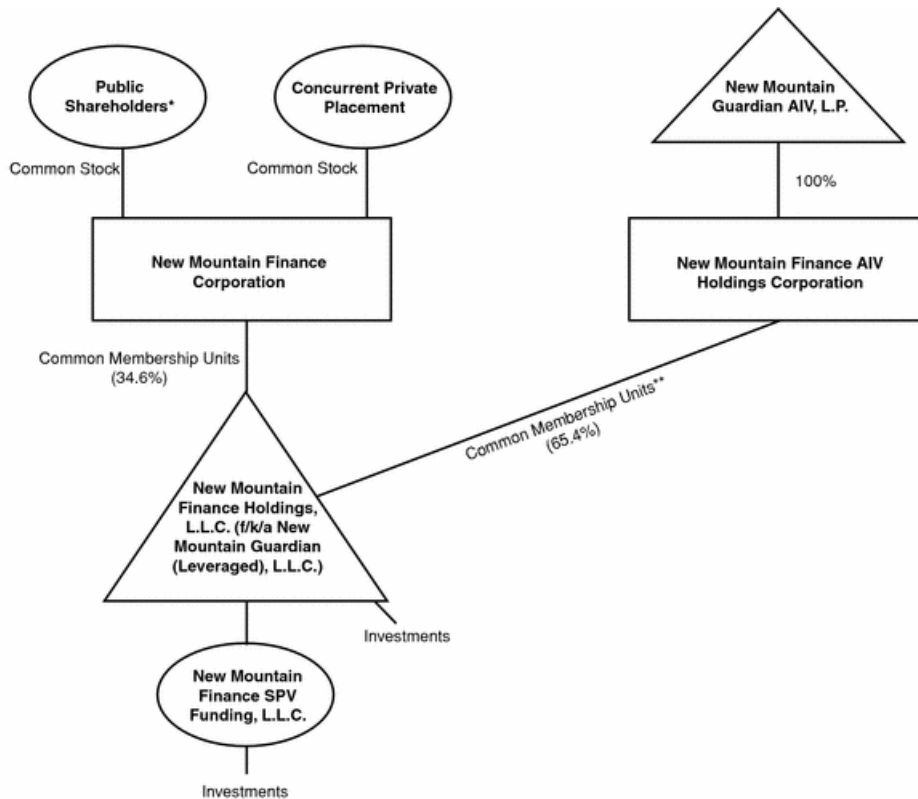 Public
Shareholders*
Concurrent Private
Placement
New Mountain
Guardian AIV, L.P.
Common Stock
Common Stock
100%
New Mountain Finance
Corporation
New Mountain Finance AIV
Holdings Corporation
Common Membership Units
(34.6%)
Common Membership Units**
(65.4%)
New Mountain
Finance Holdings,
L.L.C. (f/k/a New
Mountain Guardian
(Leveraged), L.L.C.)
Investments
New Mountain
Finance SPV
Funding, L.L.C.
Investments